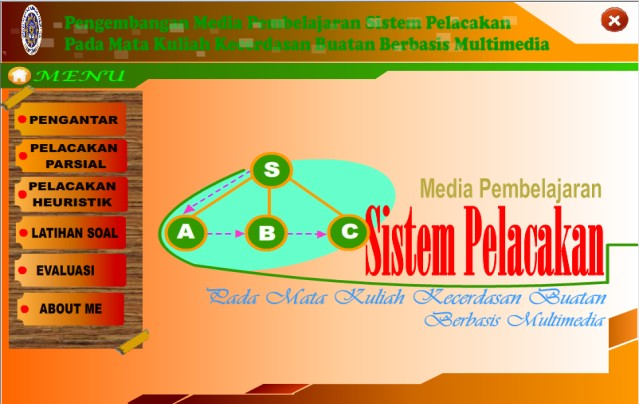 Pengembangan Media Pembelajaran Sistem Pelacakan
Pada Mata Kuliah Kecerdasan Buatan Berbasis Multimedia
MENU
PENGANTAR
PELACAKAN
PARSIAL
PELACAKAN
HEURISTIK
LATIHAN SOAL
EVALUASI
ABOUT ME
S
A
B
C
Media Pembelajaran
Sistem Pelacakan
Pada Mata Kuliah Kecerdasan Buatan
Berbasis Multimedia